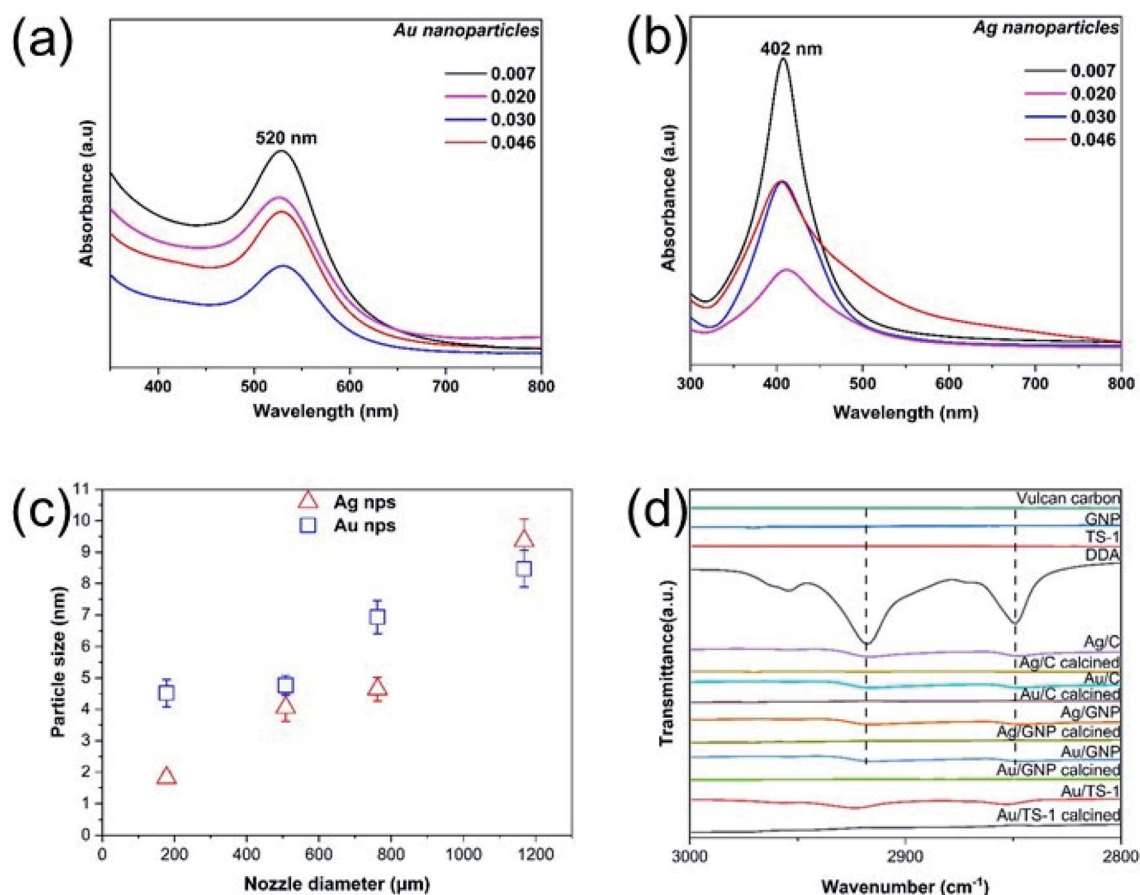 (a)
Au nanoparticles
0.007
0.020
0.030
0.046
520 nm
Absorbance (a.u)
400
500
600
700
800
Wavelength (nm)
(b)
Ag nanoparticles
402 nm
0.007
0.020
0.030
0.046
Absorbance (a.u)
300
400
500
600
700
800
Wavelength (nm)
(c)
Ag nps
Au nps
11
10
9
8
7
6
5
4
3
2
1
0
Particle size (nm)
0
200
400
600
800
1000
1200
Nozzle diameter (µm)
(d)
Vulcan carbon
GNP
TS-1
DDA
Ag/C
Ag/C calcined
Au/C
Au/C calcined
Ag/GNP
Ag/GNP calcined
Au/GNP
Au/GNP calcined
Au/TS-1
Au/TS-1 calcined
Transmittance(a.u.)
3000
2900
2800
Wavenumber (cm⁻¹)